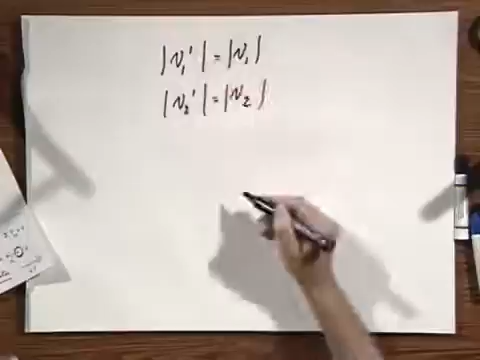 |v₁'| = |v₁|
|v₂'| = |v₂|